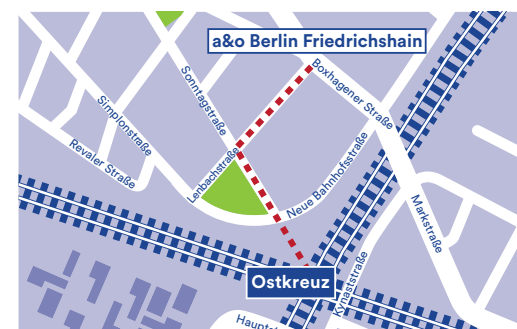 a&o Berlin Friedrichshain
Boxhagener Straße
Sonntagstraße
Simplonstraße
Revaler Straße
Lenbachstraße
Neue Bahnhofstraße
Markstraße
Ostkreuz
Kynaststraße